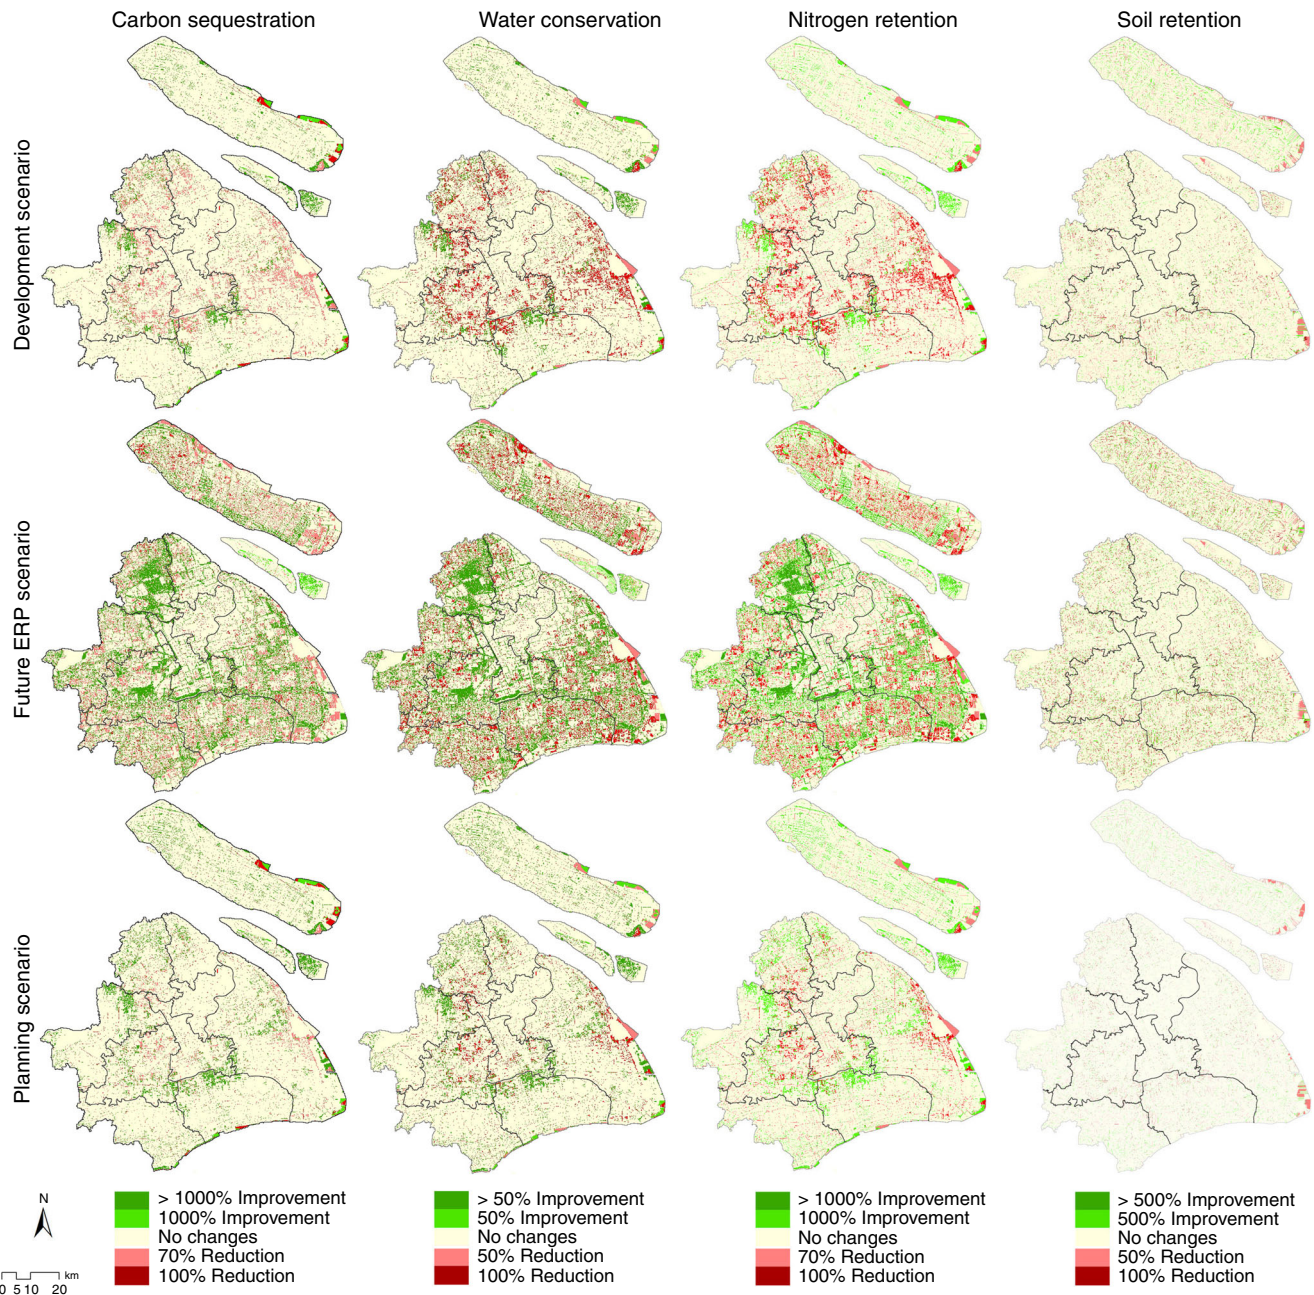 Carbon sequestration Water conservation Nitrogen retention Soil retention
Development scenario
Future ERP scenario
Planning scenario
N
0 5 10 20 km
> 1000% Improvement
1000% Improvement
No changes
70% Reduction
100% Reduction
> 50% Improvement
50% Improvement
No changes
50% Reduction
100% Reduction
> 1000% Improvement
1000% Improvement
No changes
70% Reduction
100% Reduction
> 500% Improvement
500% Improvement
No changes
50% Reduction
100% Reduction